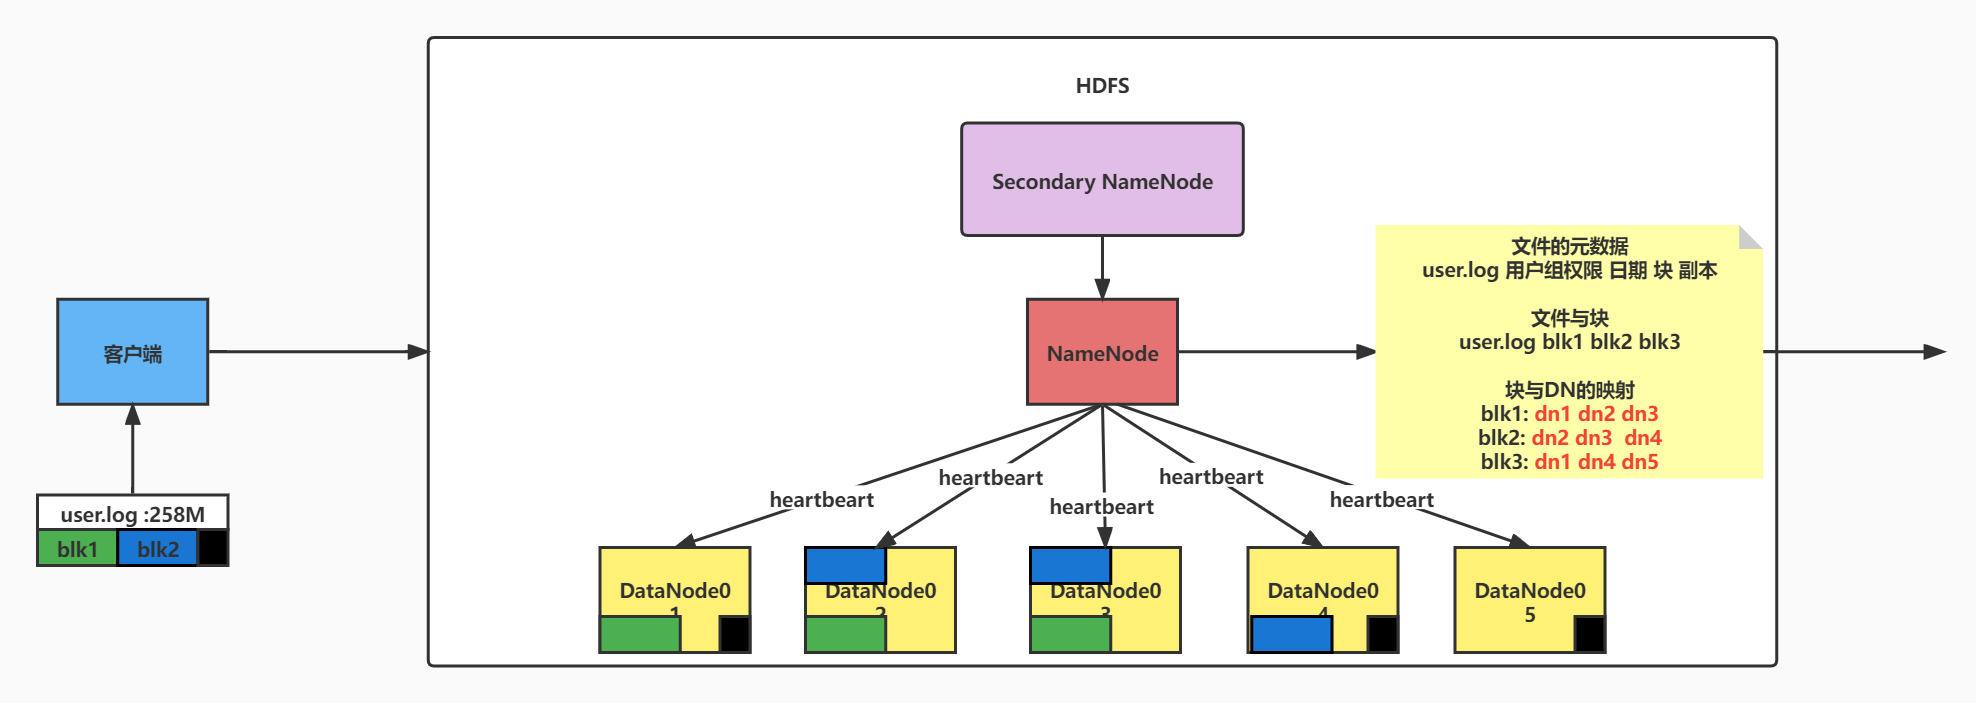 HDFS
Secondary NameNode
文件的元数据
user.log 用户组权限 日期 块 副本
文件与块
user.log blk1 blk2 blk3
块与DN的映射
blk1: dn1 dn2 dn3
blk2: dn2 dn3  dn4
blk3: dn1 dn4 dn5
客户端
NameNode
user.log :258M
blk1 blk2
heartbeart
heartbeart
heartbeart
heartbeart
heartbeart
DataNode0
1
DataNode0
2
DataNode0
3
DataNode0
4
DataNode0
5